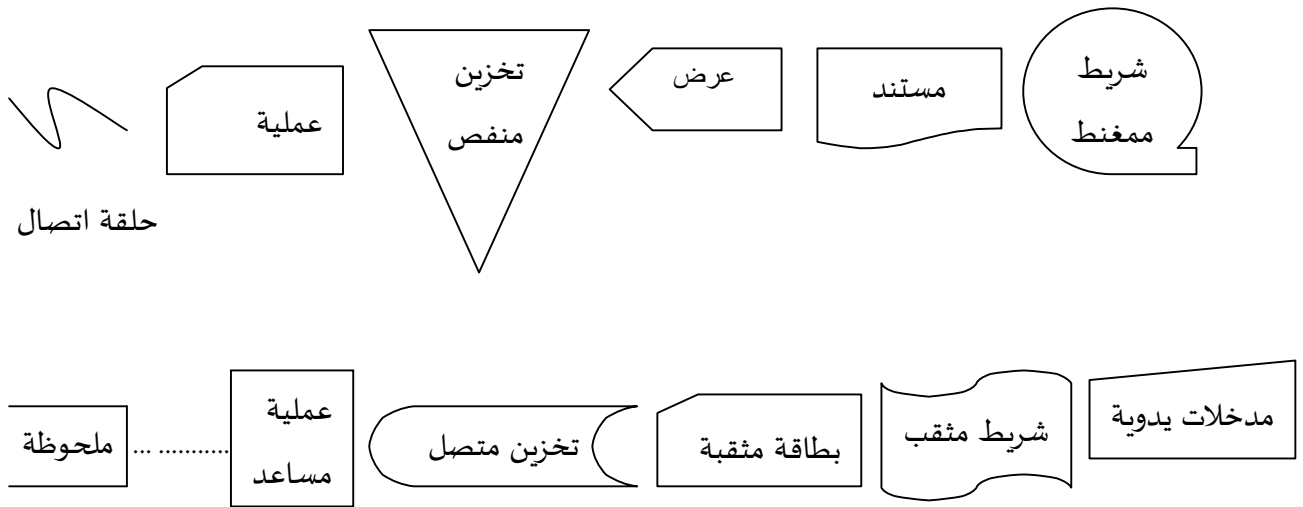 شريط
ممغنط
مستند
عرض
تخزين
منفص
عملية
حلقة اتصال
مدخلات يدوية
شريط مثقب
بطاقة مثقبة
تخزين متصل
عملية
مساعد
... ...........
ملحوظة